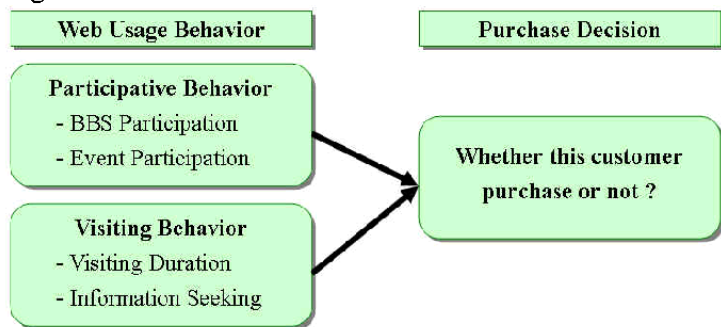 Web Usage Behavior
Purchase Decision
Participative Behavior
- BBS Participation
- Event Participation
Whether this customer
purchase or not ?
Visiting Behavior
- Visiting Duration
- Information Seeking